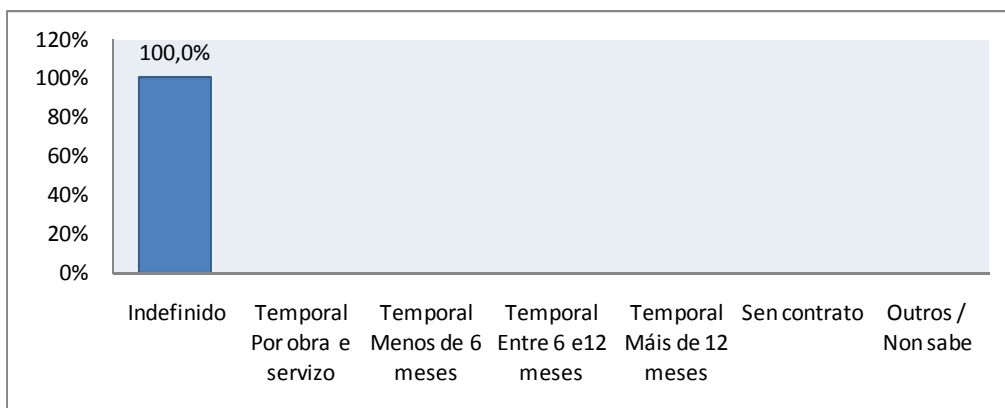 120%
100,0%
100%
80%
60%
40%
20%
0%
Indefinido
Temporal
Por obra e
servizo
Temporal
Menos de 6
meses
Temporal
Entre 6 e12
meses
Temporal
Máis de 12
meses
Sen contrato
Outros /
Non sabe